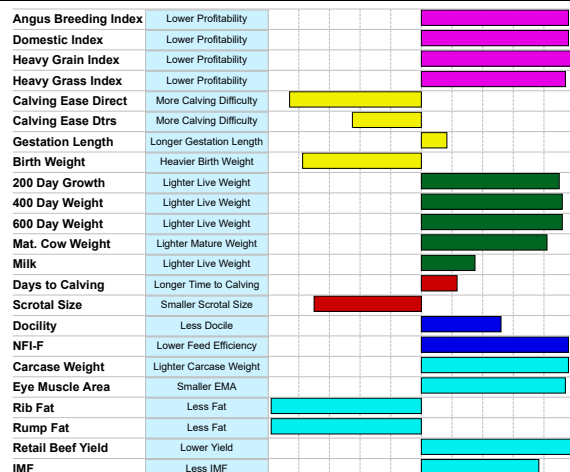 Angus Breeding Index Lower Profitability
Domestic Index Lower Profitability
Heavy Grain Index Lower Profitability
Heavy Grass Index Lower Profitability
Calving Ease Direct More Calving Difficulty
Calving Ease Dtrs More Calving Difficulty
Gestation Length Longer Gestation Length
Birth Weight Heavier Birth Weight
200 Day Growth Lighter Live Weight
400 Day Weight Lighter Live Weight
600 Day Weight Lighter Live Weight
Mat. Cow Weight Lighter Mature Weight
Milk Lighter Live Weight
Days to Calving Longer Time to Calving
Scrotal Size Smaller Scrotal Size
Docility Less Docile
NFI-F Lower Feed Efficiency
Carcase Weight Lighter Carcase Weight
Eye Muscle Area Smaller EMA
Rib Fat Less Fat
Rump Fat Less Fat
Retail Beef Yield Lower Yield
IMF Less IMF